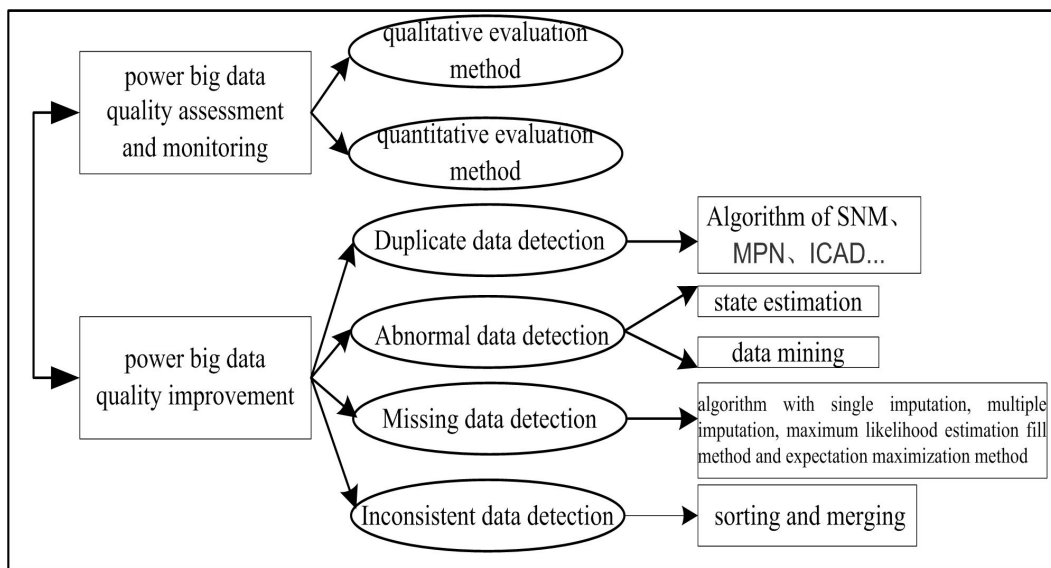 power big data
quality assessment
and monitoring
qualitative evaluation
method
quantitative evaluation
method
power big data
quality improvement
Duplicate data detection
Algorithm of SNM、
MPN、ICAD...
Abnormal data detection
state estimation
data mining
Missing data detection
algorithm with single imputation, multiple
imputation, maximum likelihood estimation fill
method and expectation maximization method
Inconsistent data detection
sorting and merging